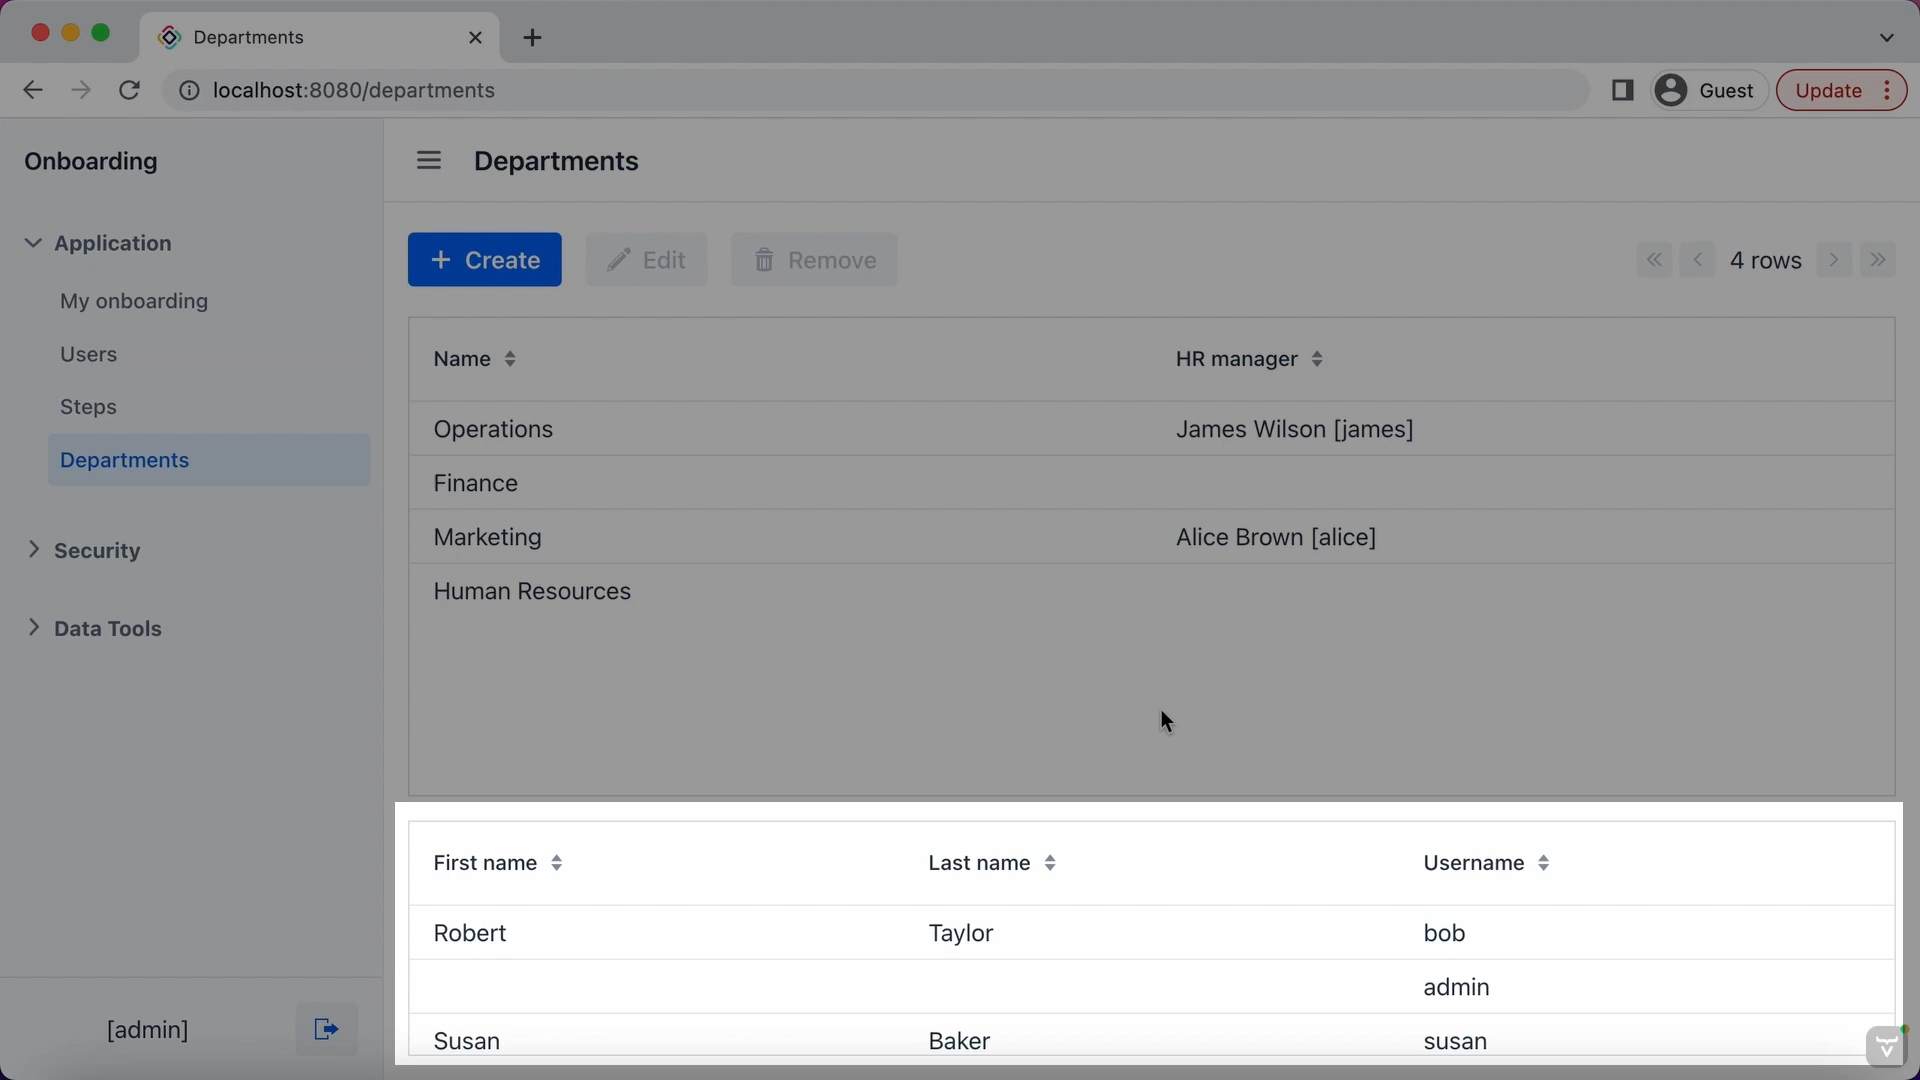 Departments
localhost:8080/departments
Guest
Update
Onboarding
Application
My onboarding
Users
Steps
Departments
Security
Data Tools
[admin]
Departments
Create
Edit
Remove
4 rows
Name HR manager
Operations James Wilson [james]
Finance
Marketing Alice Brown [alice]
Human Resources
First name Last name Username
Robert Taylor bob
admin
Susan Baker susan